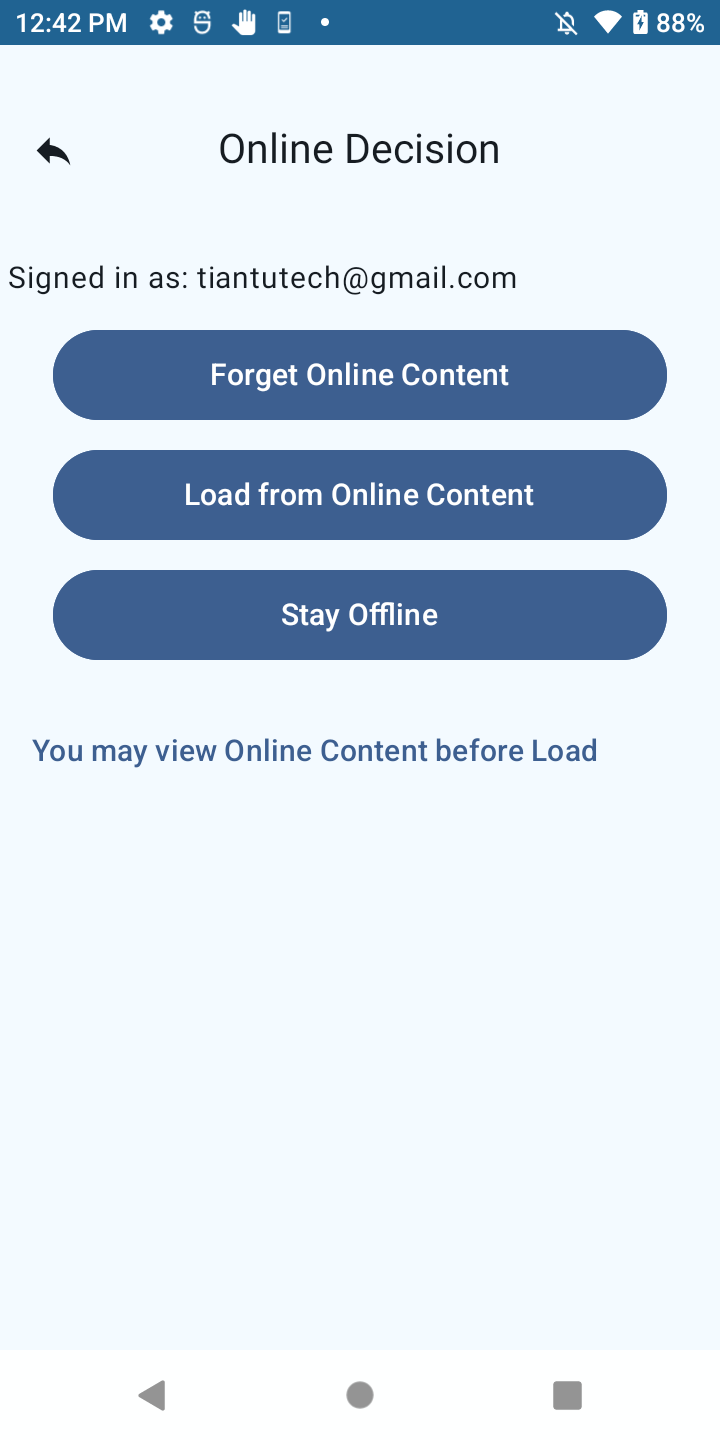 12:42 PM
88%
Online Decision
Signed in as: tiantutech@gmail.com
Forget Online Content
Load from Online Content
Stay Offline
You may view Online Content before Load